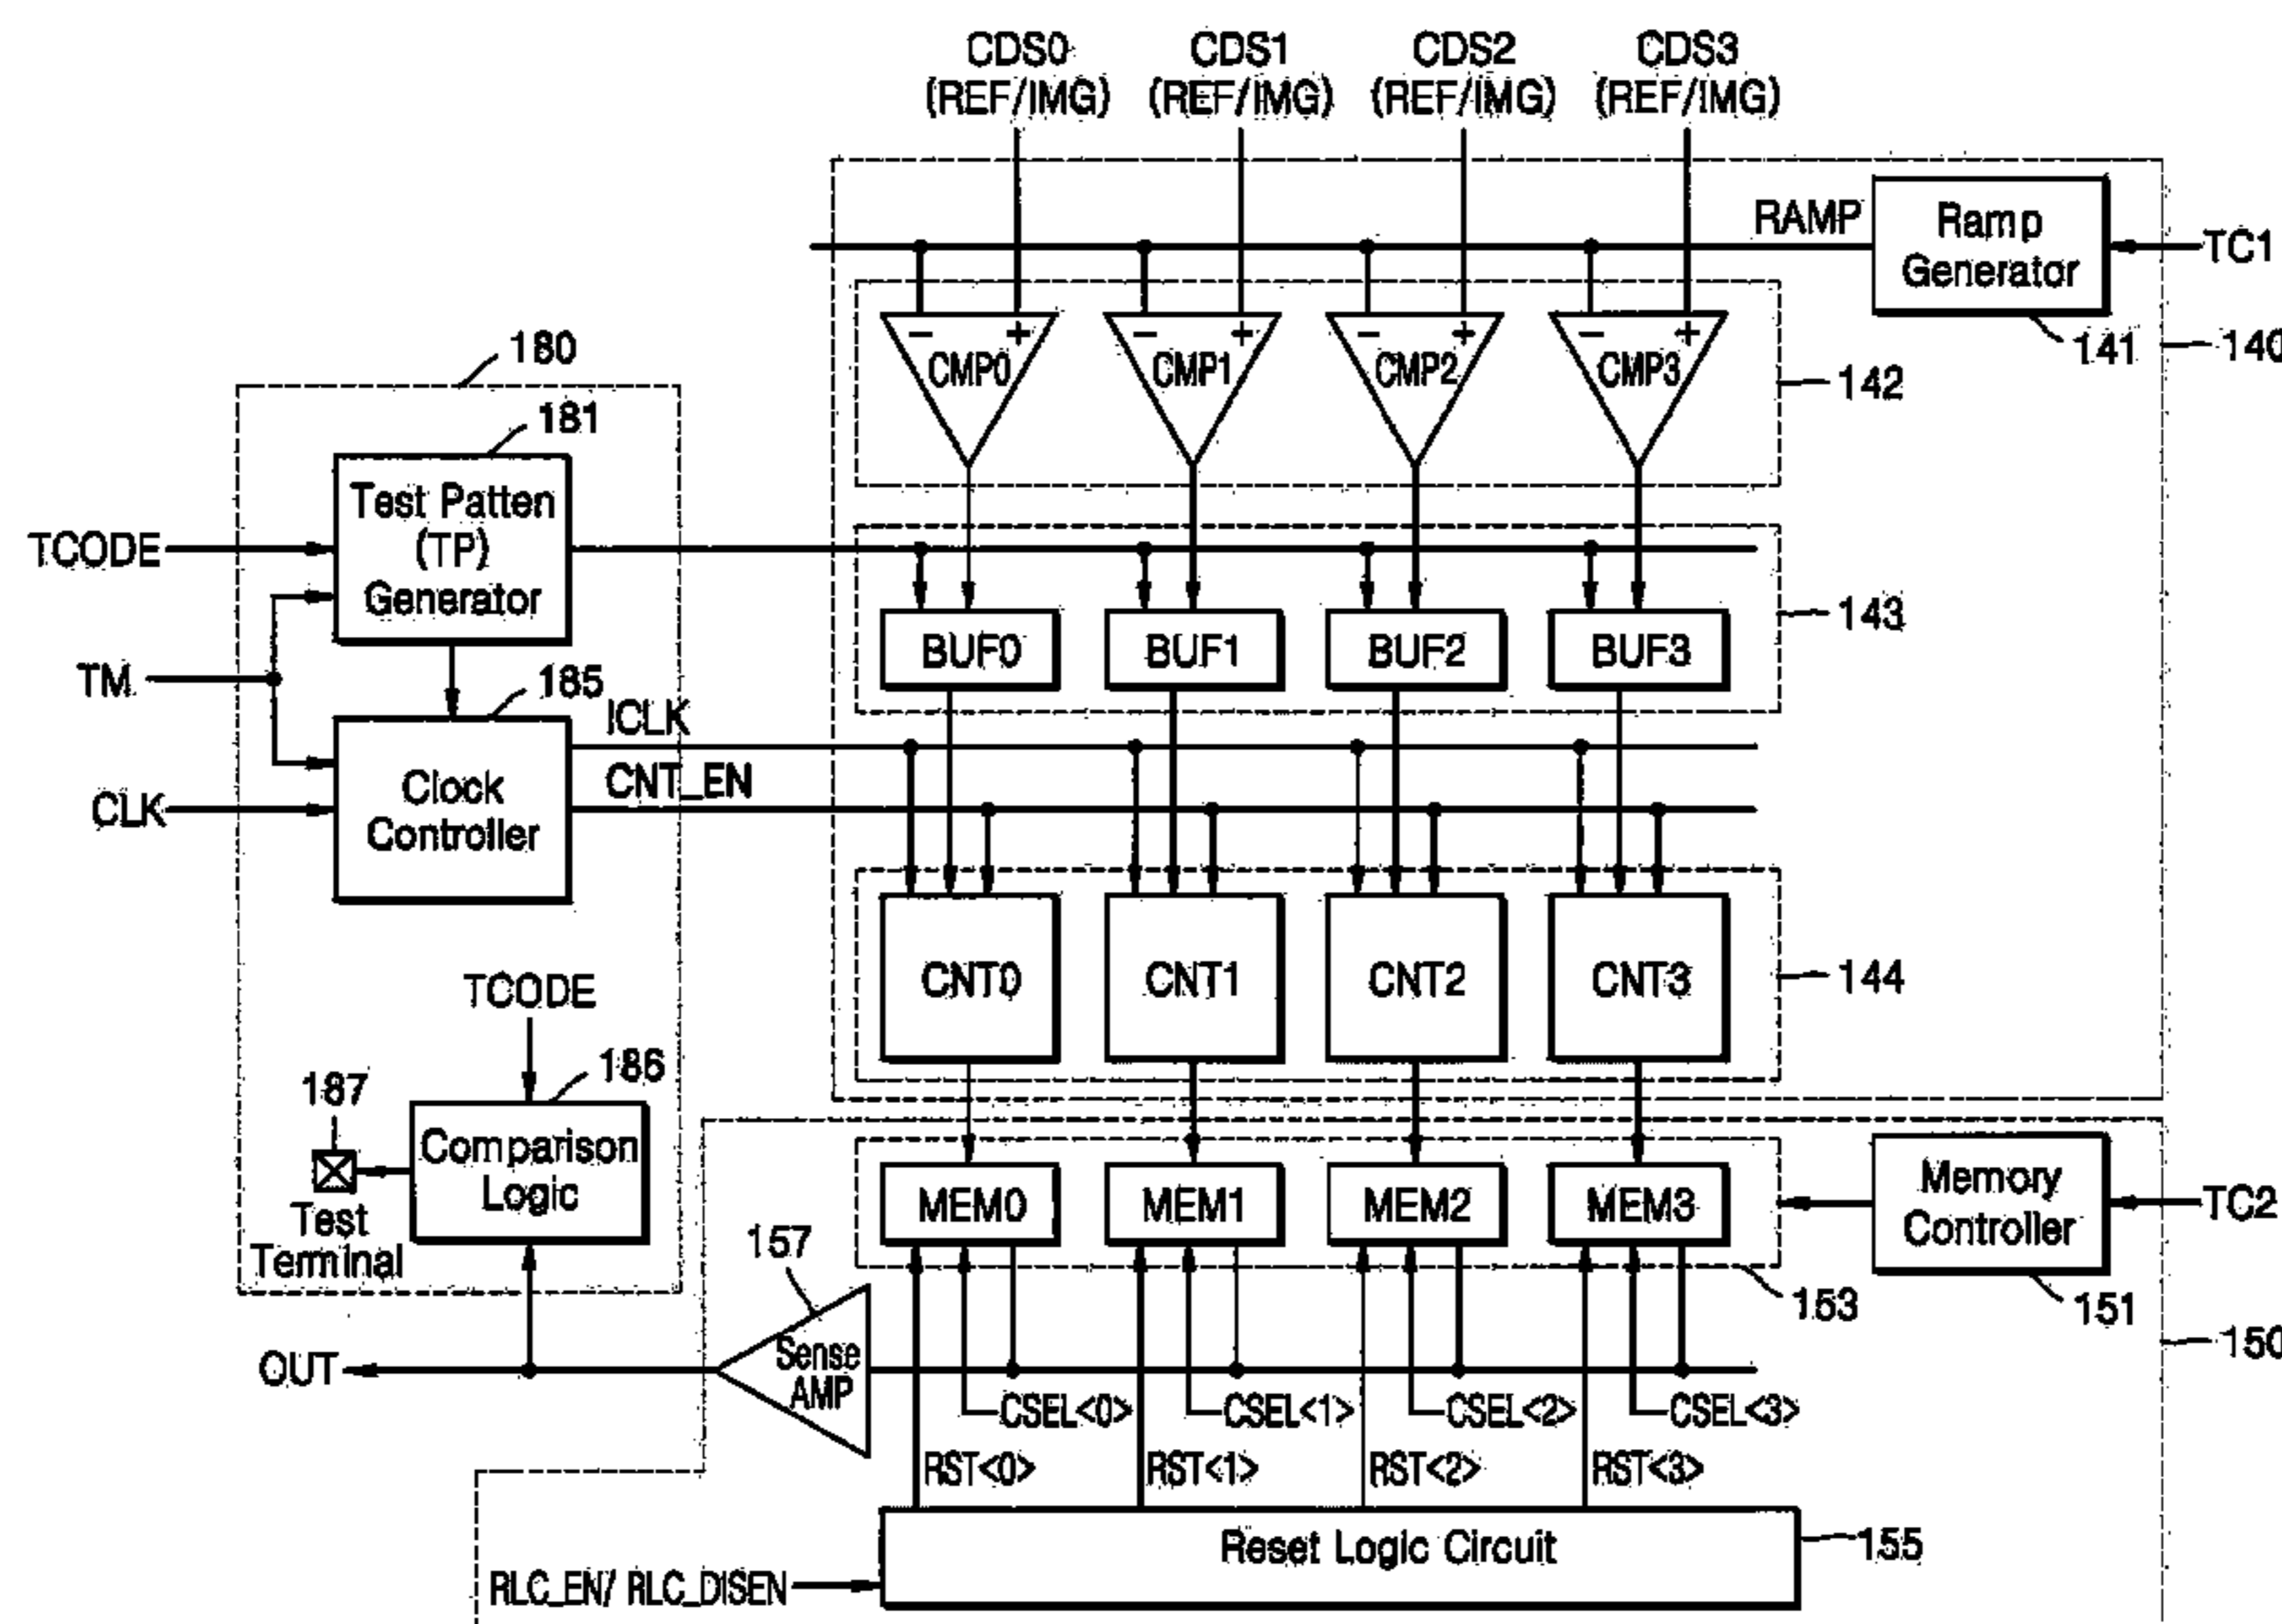 CDS0 CDS1 CDS2 CDS3
(REF/IMG) (REF/IMG) (REF/IMG) (REF/IMG)
RAMP
Ramp
Generator
TC1
141
140
- + - + - + - +
CMP0 CMP1 CMP2 CMP3
142
180
181
Test Patten
(TP)
Generator
TCODE
TM
143
BUF0 BUF1 BUF2 BUF3
185
ICLK
CNT_EN
Clock
Controller
CLK
CNT0 CNT1 CNT2 CNT3
144
TCODE
186
187
Comparison
Logic
Test
Terminal
MEM0 MEM1 MEM2 MEM3
Memory
Controller
TC2
151
153
150
157
Sense
AMP
OUT
CSEL<0> CSEL<1> CSEL<2> CSEL<3>
RST<0> RST<1> RST<2> RST<3>
Reset Logic Circuit
155
RLC_EN/ RLC_DISEN